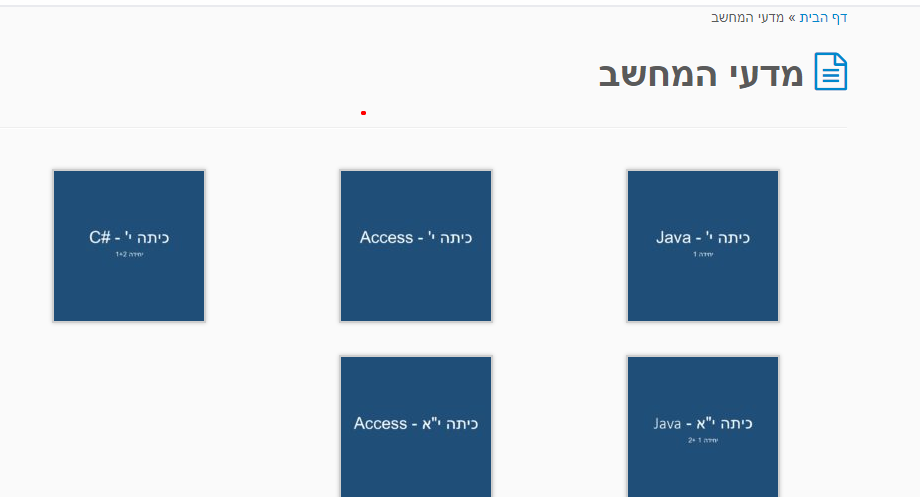 דף הבית » מדעי המחשב
מדעי המחשב
כיתה י' - Java
יחידה 1
כיתה י' - Access
כיתה י' - C#
יחידה 1+2
כיתה י"א - Java
יחידה 1 +2
כיתה י"א - Access